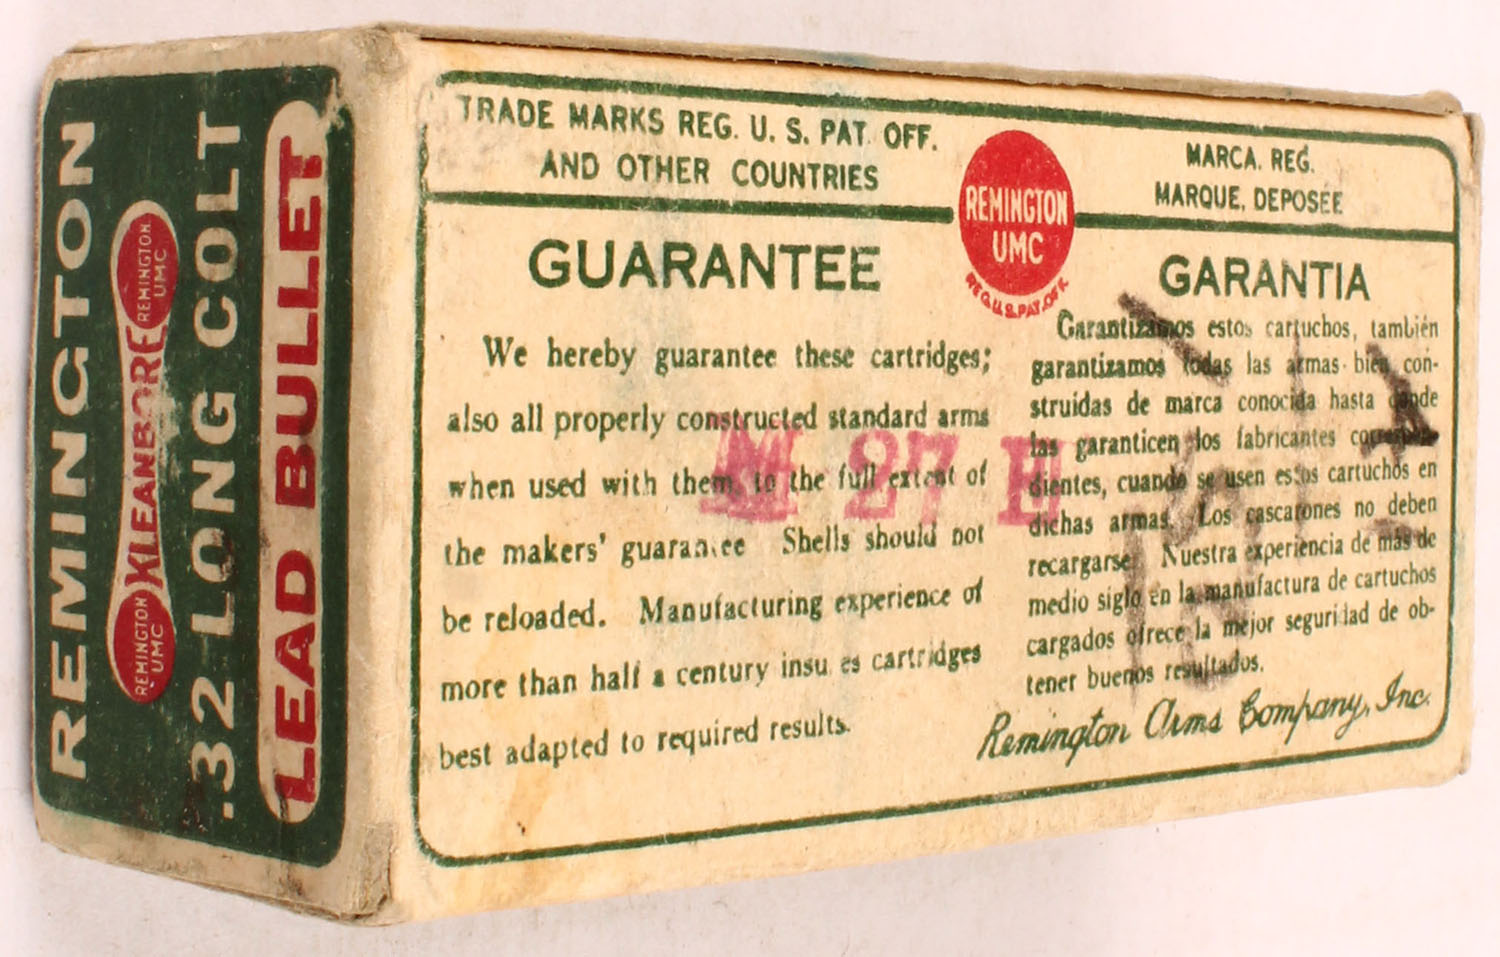 REMINGTON
REMINGTON
UMC
KLEANBORE
REMINGTON
UMC
.32 LONG COLT
LEAD BULLET
TRADE MARKS REG. U. S. PAT. OFF.
AND OTHER COUNTRIES
REMINGTON
UMC
REG.U.S.PAT.OFF.
MARCA. REG.
MARQUE. DEPOSÉE
GUARANTEE
We hereby guarantee these cartridges;
also all properly constructed standard arms
when used with them, to the full extent of
the makers' guarantee Shells should not
be reloaded. Manufacturing experience of
more than half a century insures cartridges
best adapted to required results.
27
GARANTIA
Garantizamos estos cartuchos, también
garantizamos todas las armas bien con-
struidas de marca conocida hasta donde
las garanticen los fabricantes correspon-
dientes, cuando se usen estos cartuchos en
dichas armas. Los cascarones no deben
recargarse. Nuestra experiencia de más de
medio siglo en la manufactura de cartuchos
cargados ofrece la mejor seguridad de ob-
tener buenos resultados.
Remington Arms Company, Inc.